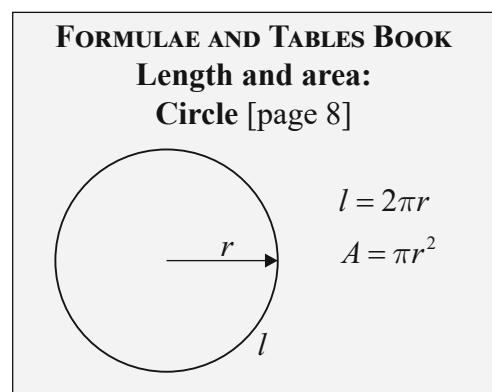 FORMULAE AND TABLES BOOK
Length and area:
Circle [page 8]
l = 2πr
A = πr²
r
l